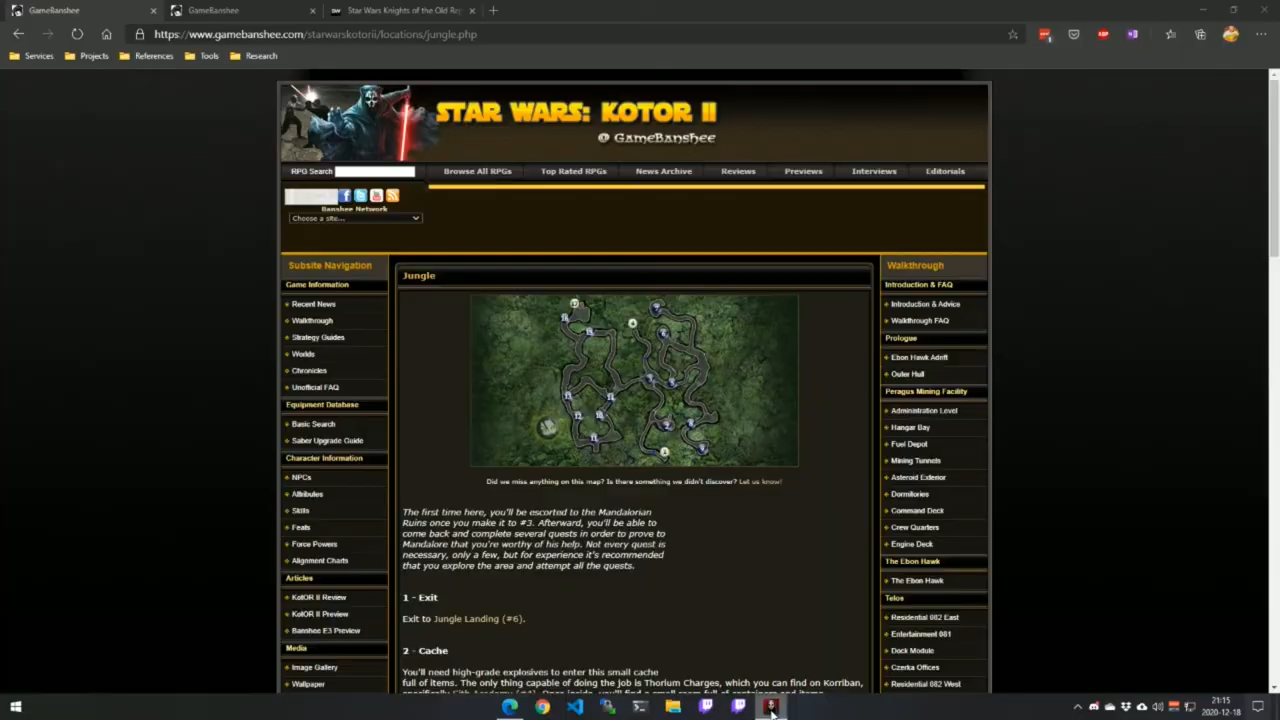 GameBanshee
GameBanshee
Star Wars Knights of the Old Re
https://www.gamebanshee.com/starwarskotorii/locations/jungle.php
Services
Projects
References
Tools
Research
STAR WARS: KOTOR II
@ GameBanshee
RPG Search
Browse All RPGs
Top Rated RPGs
News Archive
Reviews
Previews
Interviews
Editorials
Banshee Network
Choose a site...
Subsite Navigation
Game Information
Recent News
Walkthrough
Strategy Guides
Worlds
Chronicles
Unofficial FAQ
Equipment Database
Basic Search
Saber Upgrade Guide
Character Information
NPCs
Attributes
Skills
Feats
Force Powers
Alignment Charts
Articles
KotOR II Review
KotOR II Preview
Banshee E3 Preview
Media
Image Gallery
Wallpaper
Jungle
Did we miss anything on this map? Is there something we didn't discover? Let us know!
The first time here, you'll be escorted to the Mandalorian
Ruins once you make it to #3. Afterward, you'll be able to
come back and complete several quests in order to prove to
Mandalore that you're worthy of his help. Not every quest is
necessary, only a few, but for experience it's recommended
that you explore the area and attempt all the quests.
1 - Exit
Exit to Jungle Landing (#6).
2 - Cache
You'll need high-grade explosives to enter this small cache
full of items. The only thing capable of doing the job is Thorium Charges, which you can find on Korriban,
Walkthrough
Introduction & FAQ
Introduction & Advice
Walkthrough FAQ
Prologue
Ebon Hawk Adrift
Outer Hull
Peragus Mining Facility
Administration Level
Hangar Bay
Fuel Depot
Mining Tunnels
Asteroid Exterior
Dormitories
Command Deck
Crew Quarters
Engine Deck
The Ebon Hawk
The Ebon Hawk
Telos
Residential 082 East
Entertainment 081
Dock Module
Czerka Offices
Residential 082 West
21:15
2020-12-18